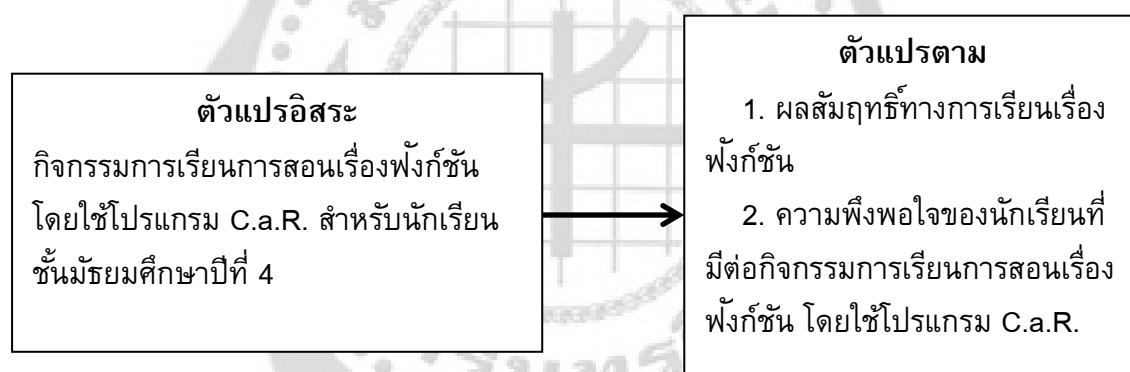 ตัวแปรอิสระ
กิจกรรมการเรียนการสอนเรื่องฟังก์ชัน
โดยใช้โปรแกรม C.a.R. สำหรับนักเรียน
ชั้นมัธยมศึกษาปีที่ 4
ตัวแปรตาม
1. ผลสัมฤทธิ์ทางการเรียนเรื่อง
ฟังก์ชัน
2. ความพึงพอใจของนักเรียนที่
มีต่อกิจกรรมการเรียนการสอนเรื่อง
ฟังก์ชัน โดยใช้โปรแกรม C.a.R.